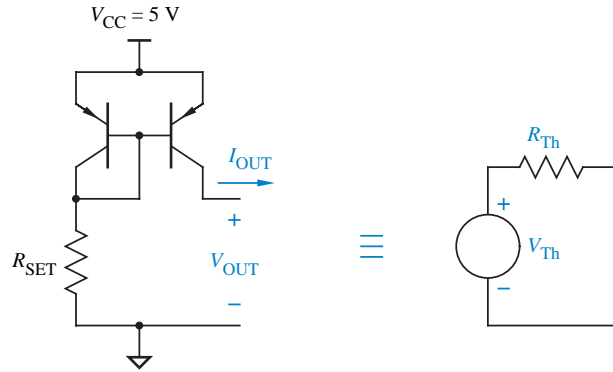 V_CC = 5 V
I_OUT
+
R_SET
V_OUT
−
≡
R_Th
+
V_Th
−